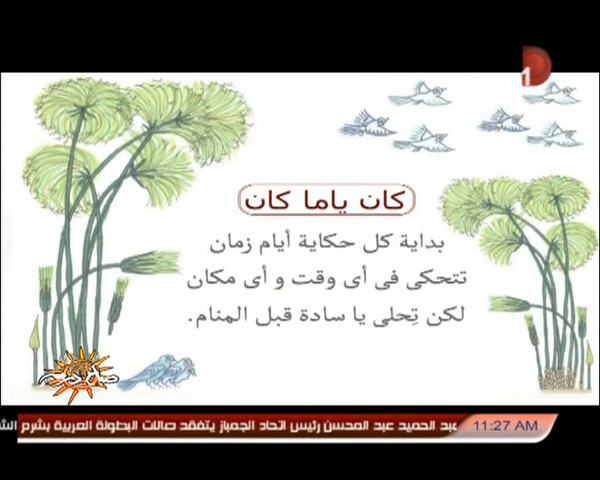 1
كان ياما كان
بداية كل حكاية أيام زمان
تتحكى فى أى وقت و أى مكان
لكن تِحلى يا سادة قبل المنام.
عبد الحميد عبد المحسن رئيس اتحاد الجمباز يتفقد صالات البطولة العربية بشرم
11:27 AM